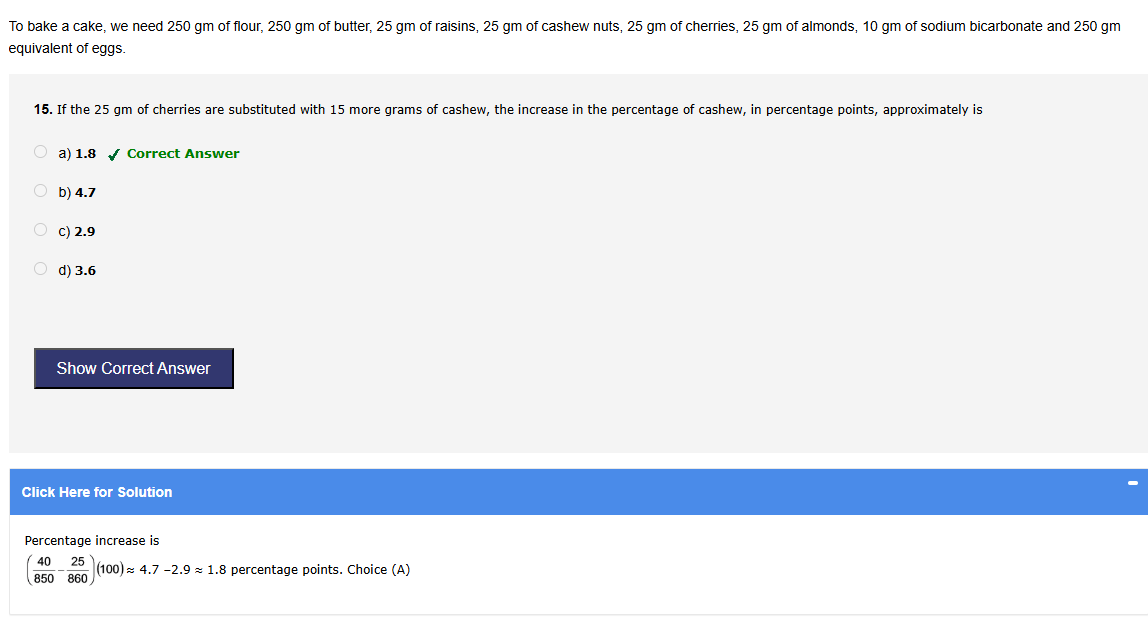 To bake a cake, we need 250 gm of flour, 250 gm of butter, 25 gm of raisins, 25 gm of cashew nuts, 25 gm of cherries, 25 gm of almonds, 10 gm of sodium bicarbonate and 250 gm
equivalent of eggs.
15. If the 25 gm of cherries are substituted with 15 more grams of cashew, the increase in the percentage of cashew, in percentage points, approximately is
a) 1.8 ✓ Correct Answer
b) 4.7
c) 2.9
d) 3.6
Show Correct Answer
Click Here for Solution
Percentage increase is
(40/850 − 25/860)(100) ≈ 4.7 −2.9 ≈ 1.8 percentage points. Choice (A)